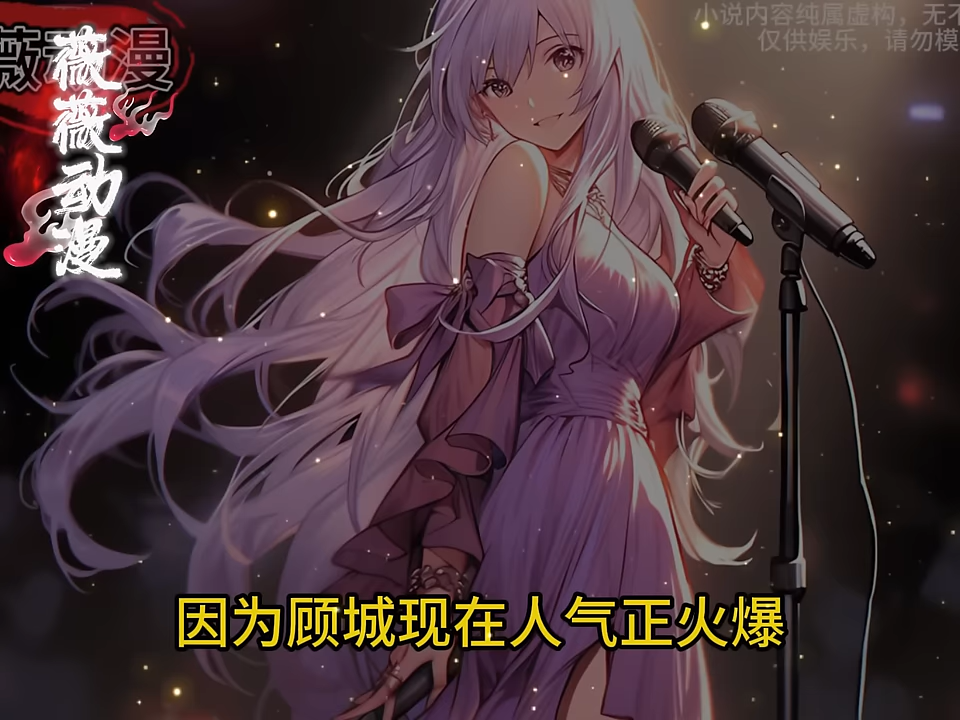 小说内容纯属虚构，无不
仅供娱乐，请勿模
薇薇动漫
薇 漫
因为顾城现在人气正火爆